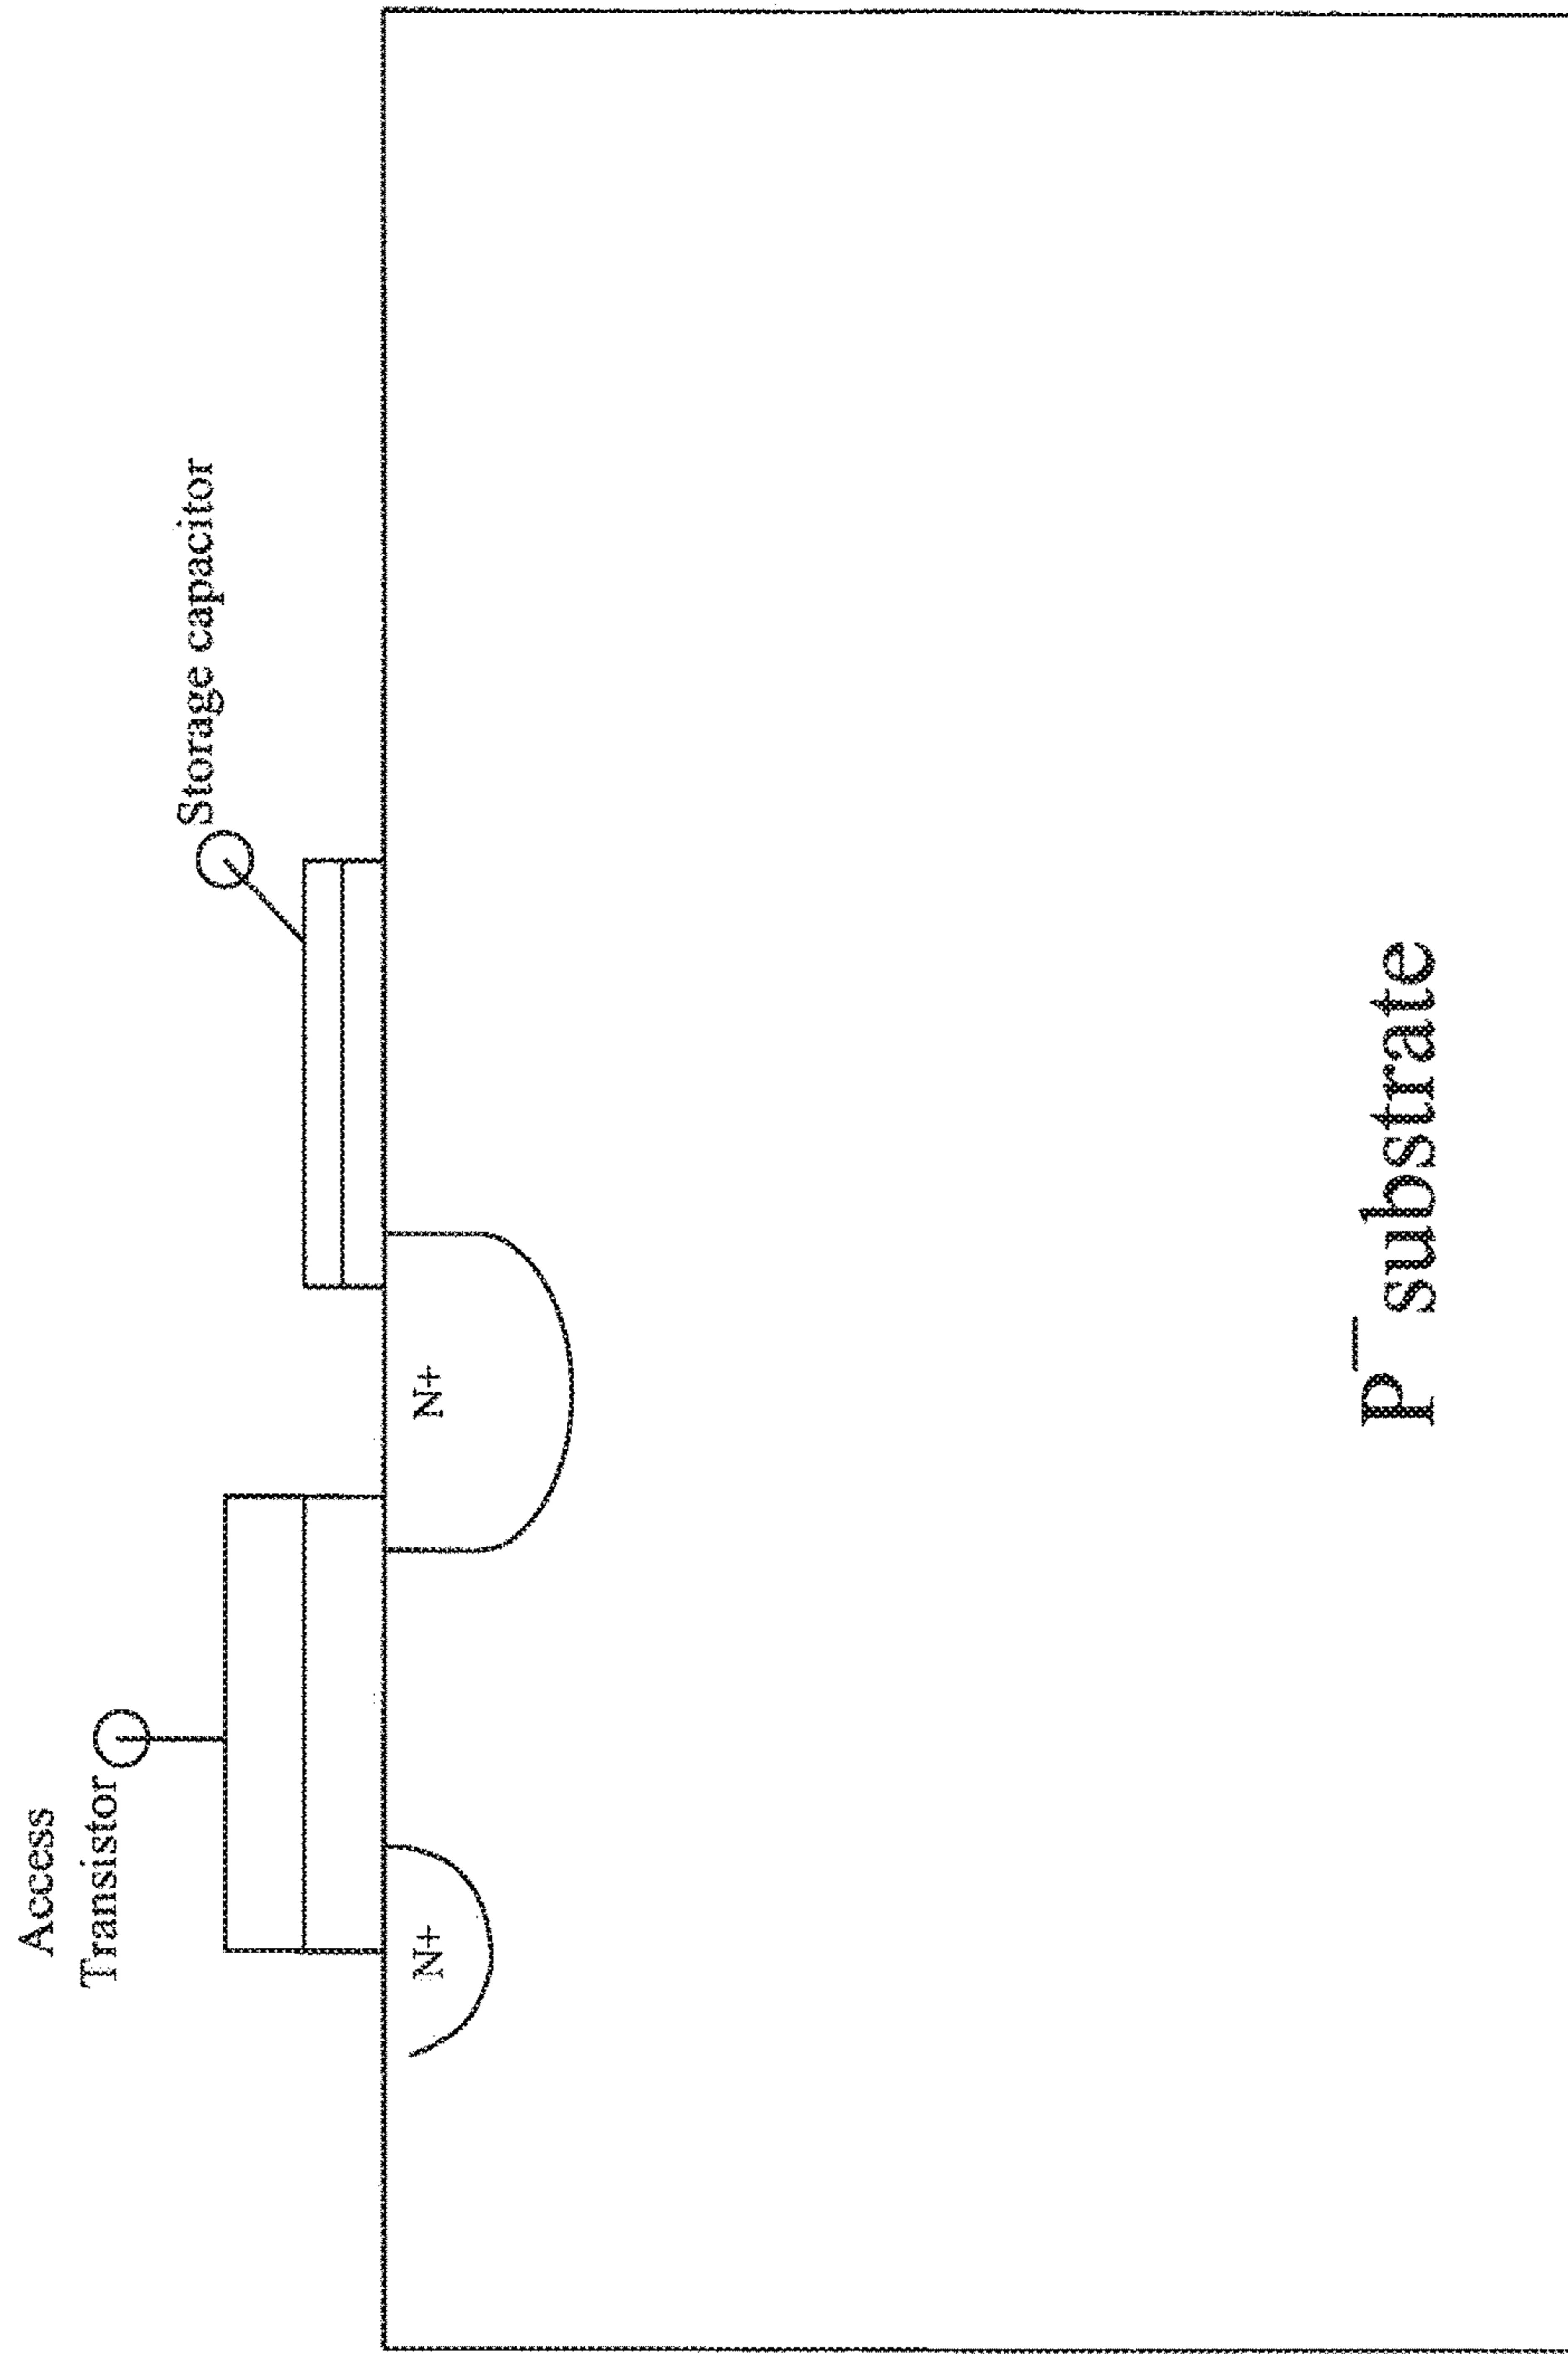 Access
Transistor
Storage capacitor
N+
N+
P⁻ substrate